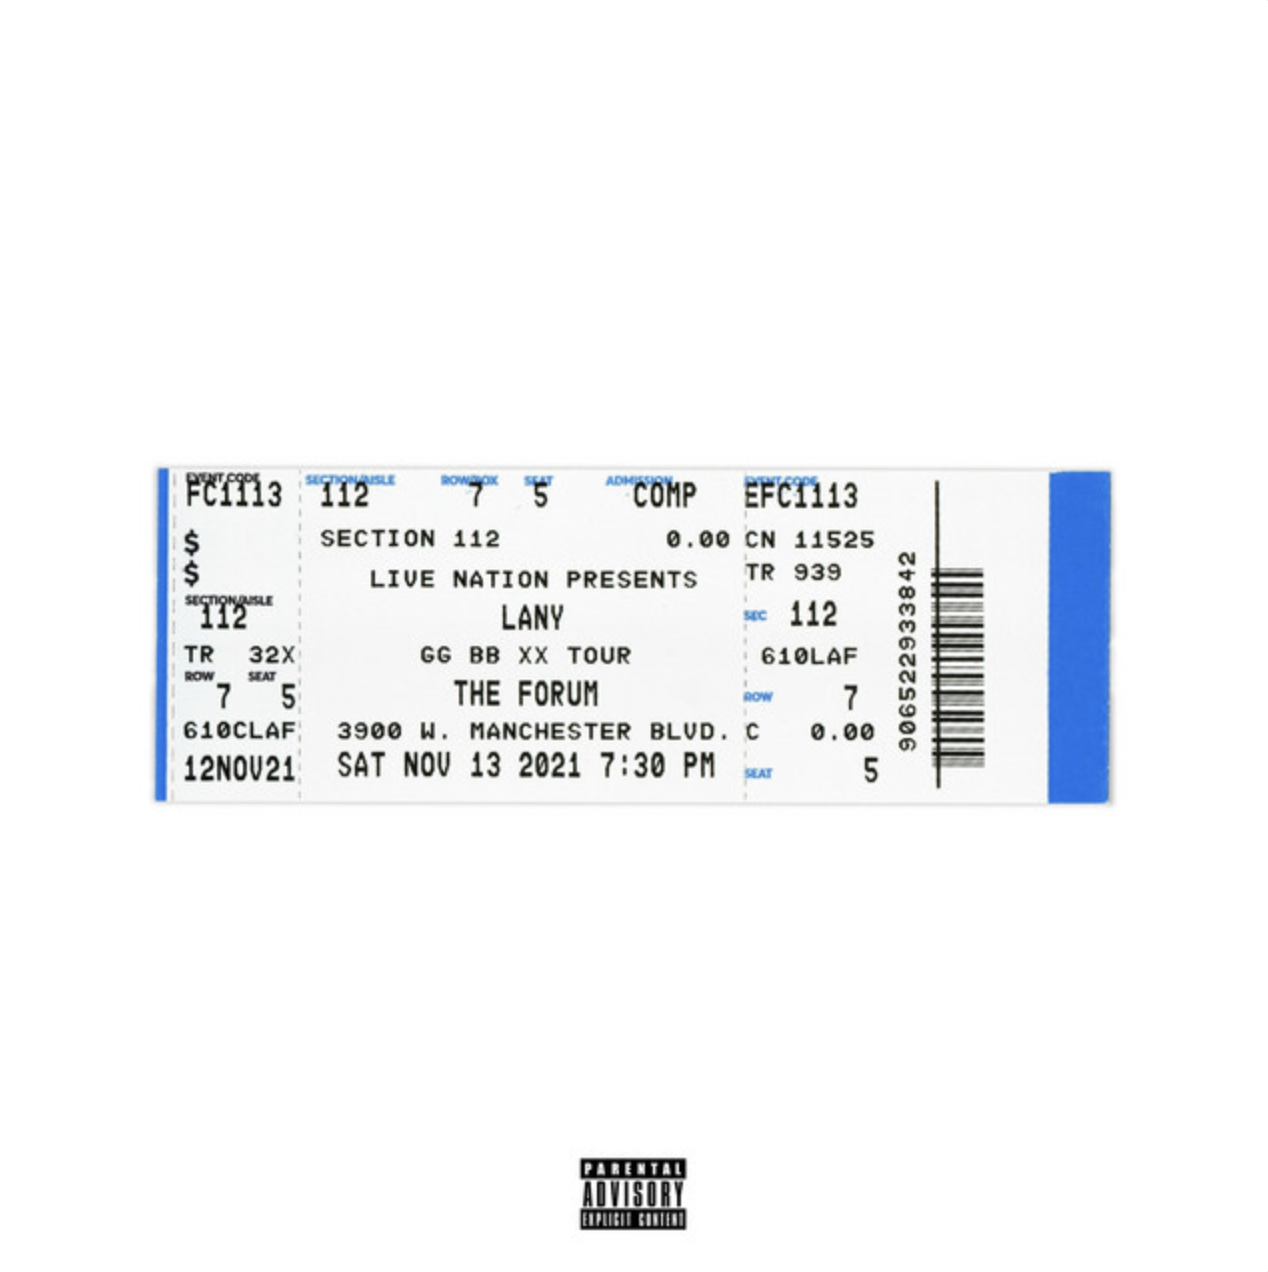 EVENT CODE
FC1113
$
$
SECTION/AISLE
112
TR 32X
ROW SEAT
7 5
610CLAF
12NOV21
SECTION/AISLE ROW/BOX SEAT ADMISSION
112 7 5 COMP
SECTION 112 0.00
LIVE NATION PRESENTS
LANY
GG BB XX TOUR
THE FORUM
3900 W. MANCHESTER BLVD.
SAT NOV 13 2021 7:30 PM
EVENT CODE
EFC1113
CN 11525
TR 939
SEC 112
610LAF
ROW 7
C 0.00
SEAT 5
906522933842
PARENTAL
ADVISORY
EXPLICIT CONTENT